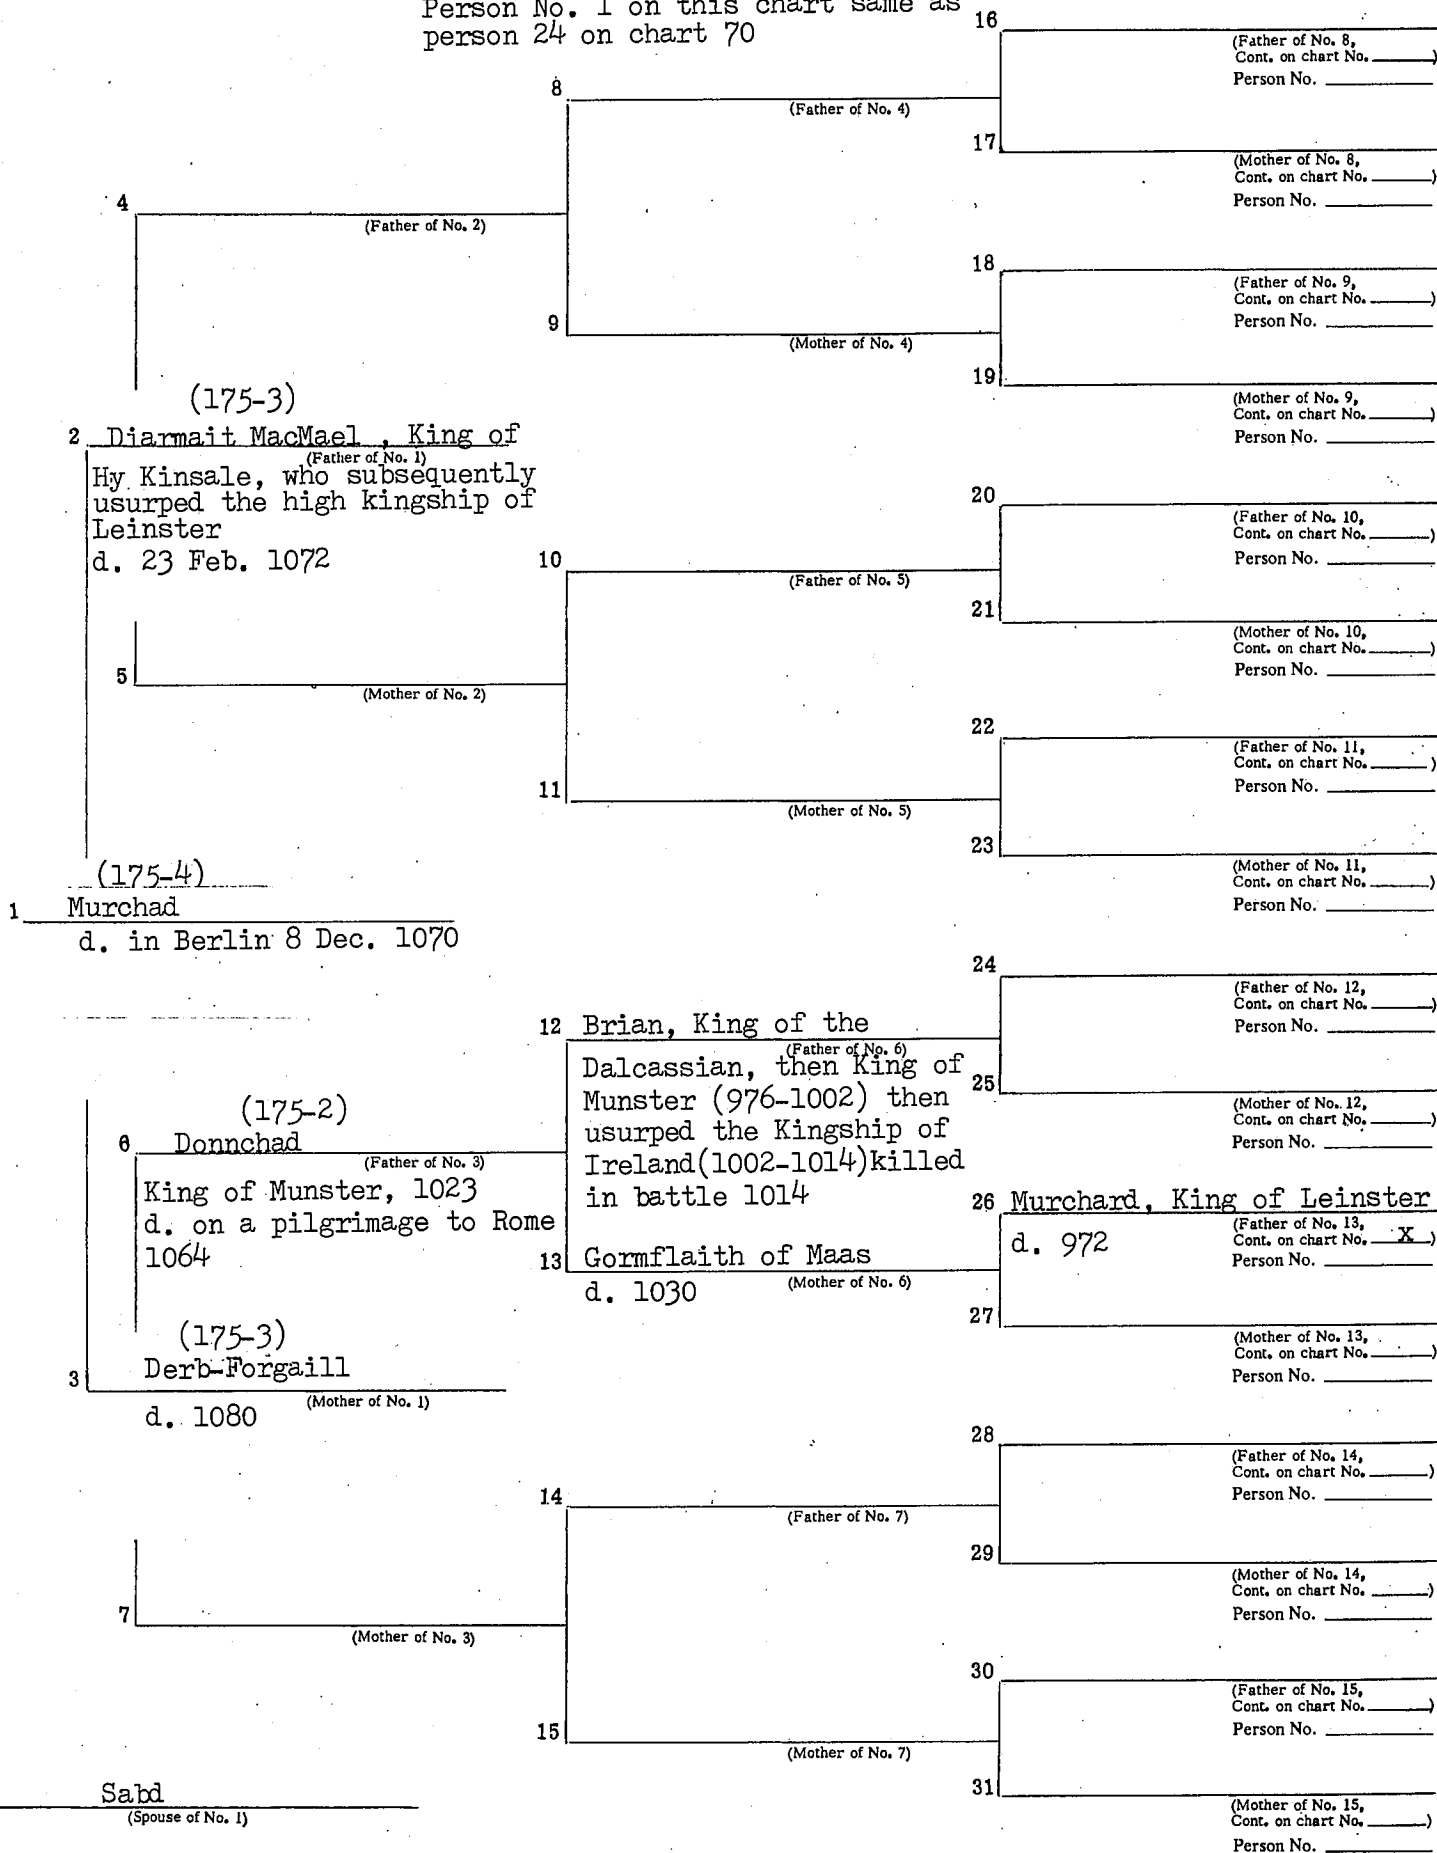 Person No. 1 on this chart same as
person 24 on chart 70
16
(Father of No. 8,
Cont. on chart No. )
Person No.
8
(Father of No. 4)
17
(Mother of No. 8,
Cont. on chart No. )
Person No.
4
(Father of No. 2)
18
(Father of No. 9,
Cont. on chart No. )
Person No.
9
(Mother of No. 4)
19
(Mother of No. 9,
Cont. on chart No. )
Person No.
(175-3)
2 Diarmait MacMael , King of
(Father of No. 1)
Hy Kinsale, who subsequently
usurped the high kingship of
Leinster
d. 23 Feb. 1072
20
(Father of No. 10,
Cont. on chart No. )
Person No.
10
(Father of No. 5)
21
(Mother of No. 10,
Cont. on chart No. )
Person No.
5
(Mother of No. 2)
22
(Father of No. 11,
Cont. on chart No. )
Person No.
11
(Mother of No. 5)
23
(Mother of No. 11,
Cont. on chart No. )
Person No.
(175-4)
1 Murchad
d. in Berlin 8 Dec. 1070
24
(Father of No. 12,
Cont. on chart No. )
Person No.
12 Brian, King of the
(Father of No. 6)
Dalcassian, then King of
Munster (976-1002) then
usurped the Kingship of
Ireland(1002-1014)killed
in battle 1014
25
(Mother of No. 12,
Cont. on chart No. )
Person No.
(175-2)
6 Donnchad
(Father of No. 3)
King of Munster, 1023
d. on a pilgrimage to Rome
1064
26 Murchard, King of Leinster
(Father of No. 13,
Cont. on chart No. X )
d. 972
Person No.
13 Gormflaith of Maas
(Mother of No. 6)
d. 1030
27
(Mother of No. 13,
Cont. on chart No. )
Person No.
(175-3)
3 Derb-Forgaill
(Mother of No. 1)
d. 1080
28
(Father of No. 14,
Cont. on chart No. )
Person No.
14
(Father of No. 7)
29
(Mother of No. 14,
Cont. on chart No. )
Person No.
7
(Mother of No. 3)
30
(Father of No. 15,
Cont. on chart No. )
Person No.
15
(Mother of No. 7)
31
(Mother of No. 15,
Cont. on chart No. )
Person No.
Sabd
(Spouse of No. 1)